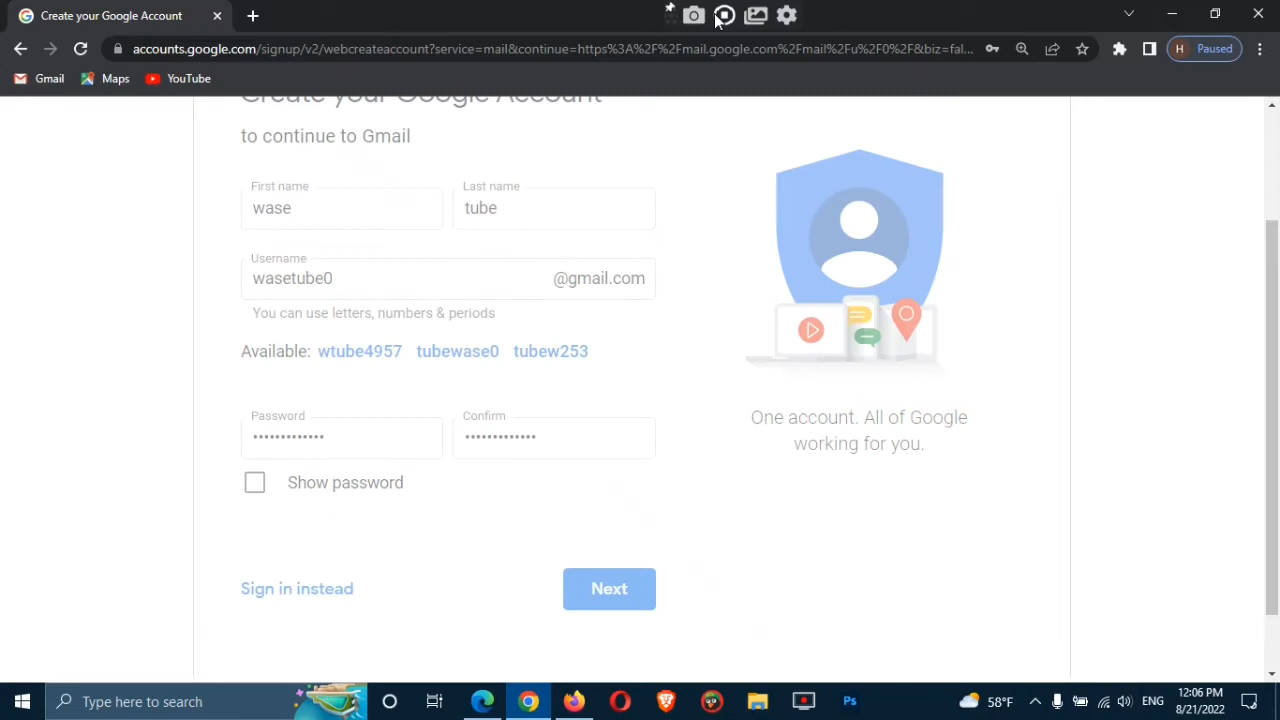 Create your Google Account
accounts.google.com/signup/v2/webcreateaccount?service=mail&continue=https%3A%2F%2Fmail.google.com%2Fmail%2Fu%2F0%2F&biz=fal...
H Paused
Gmail Maps YouTube
Create your Google Account
to continue to Gmail
First name Last name
wase tube
Username
wasetube0 @gmail.com
You can use letters, numbers & periods
Available: wtube4957 tubewase0 tubew253
Password Confirm
••••••••••••• •••••••••••••
Show password
Sign in instead Next
One account. All of Google
working for you.
Type here to search
Ps
58°F
ENG
12:06 PM
8/21/2022